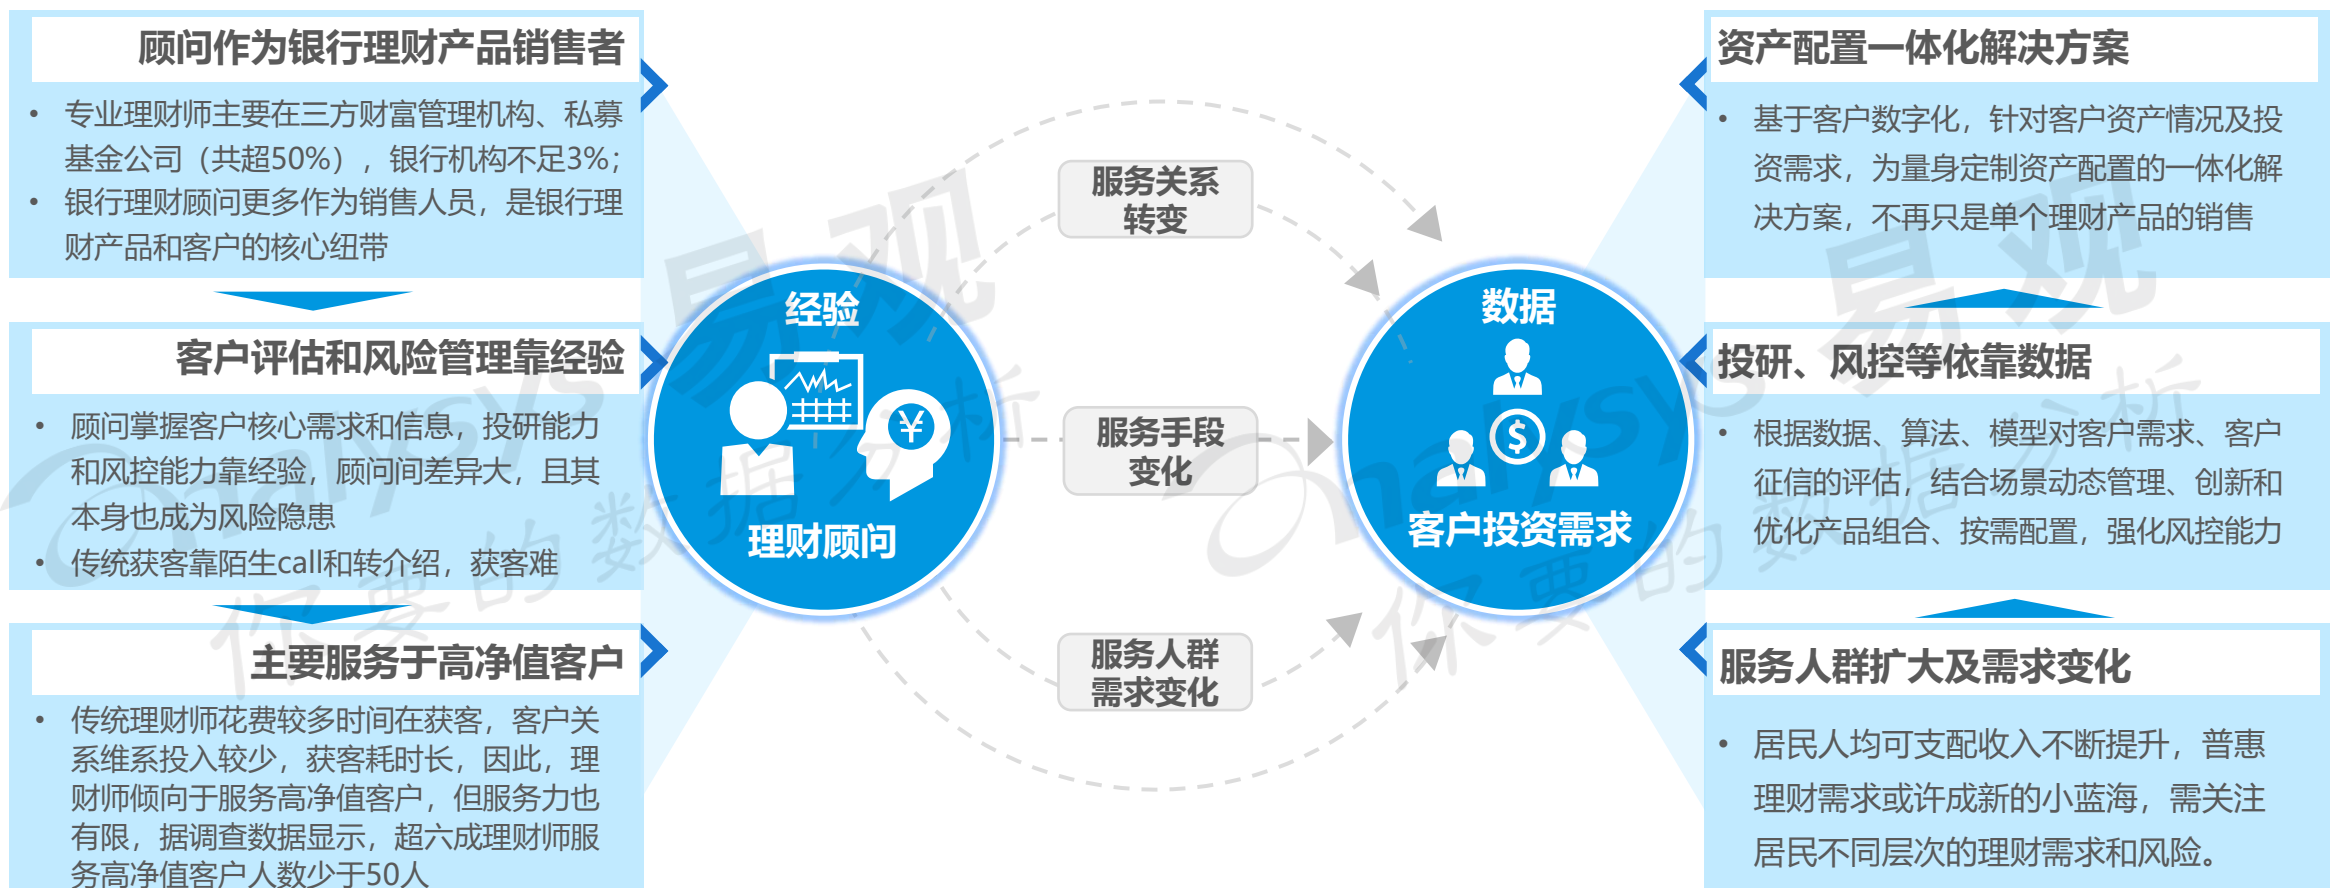 顾问作为银行理财产品销售者
• 专业理财师主要在三方财富管理机构、私募
基金公司（共超50%），银行机构不足3%；
• 银行理财顾问更多作为销售人员，是银行理
财产品和客户的核心纽带
客户评估和风险管理靠经验
• 顾问掌握客户核心需求和信息，投研能力
和风控能力靠经验，顾问间差异大，且其
本身也成为风险隐患
• 传统获客靠陌生call和转介绍，获客难
主要服务于高净值客户
• 传统理财师花费较多时间在获客，客户关
系维系投入较少，获客耗时长，因此，理
财师倾向于服务高净值客户，但服务力也
有限，据调查数据显示，超六成理财师服
务高净值客户人数少于50人
经验
¥
理财顾问
服务关系
转变
服务手段
变化
服务人群
需求变化
数据
$
客户投资需求
资产配置一体化解决方案
• 基于客户数字化，针对客户资产情况及投
资需求，为量身定制资产配置的一体化解
决方案，不再只是单个理财产品的销售
投研、风控等依靠数据
• 根据数据、算法、模型对客户需求、客户
征信的评估，结合场景动态管理、创新和
优化产品组合、按需配置，强化风控能力
服务人群扩大及需求变化
• 居民人均可支配收入不断提升，普惠
理财需求或许成新的小蓝海，需关注
居民不同层次的理财需求和风险。
analysys 易观
你要的数据分析
analysys 易观
你要的数据分析